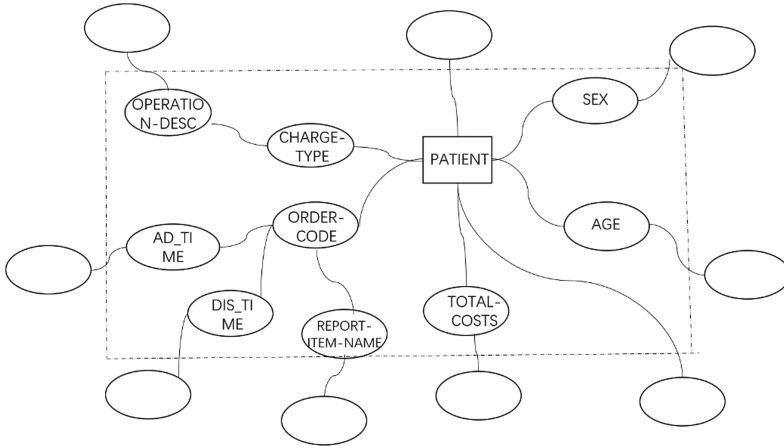 OPERATIO
N-DESC
CHARGE-
TYPE
PATIENT
SEX
ORDER-
CODE
AGE
AD_TI
ME
DIS_TI
ME
REPORT-
ITEM-NAME
TOTAL-
COSTS